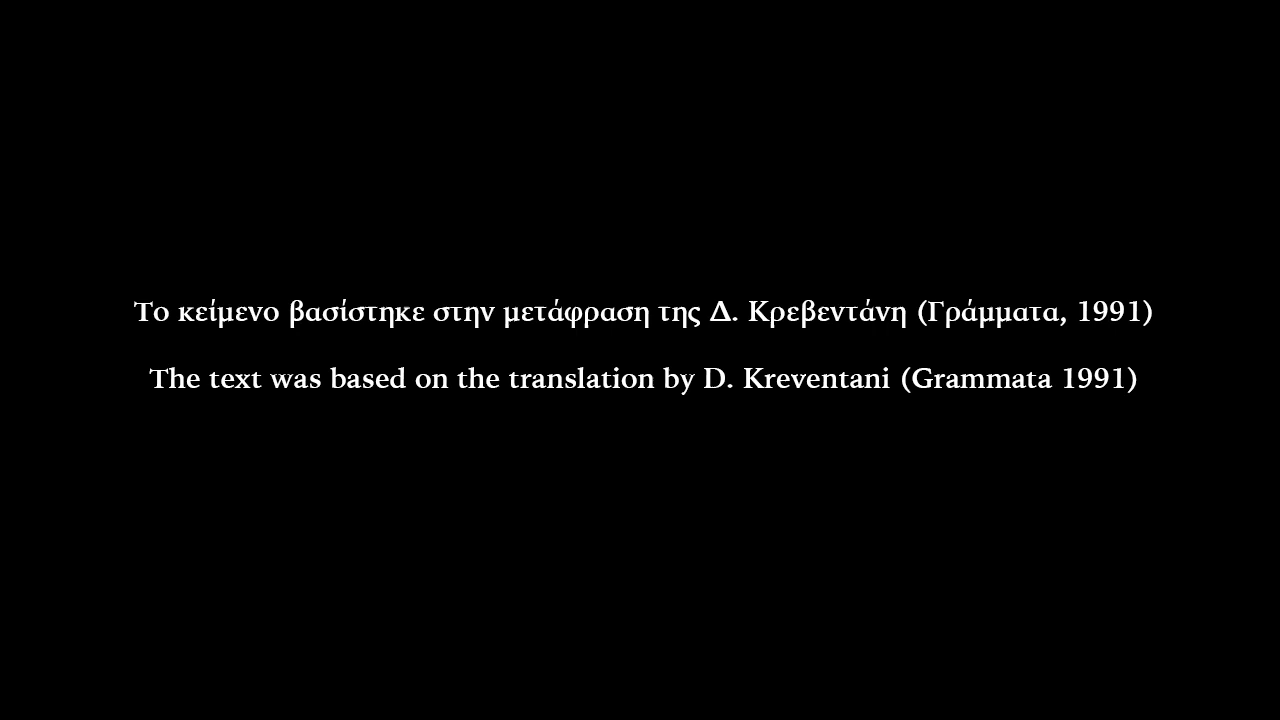 Το κείμενο βασίστηκε στην μετάφραση της Δ. Κρεβεντάνη (Γράμματα, 1991)
The text was based on the translation by D. Kreventani (Grammata 1991)